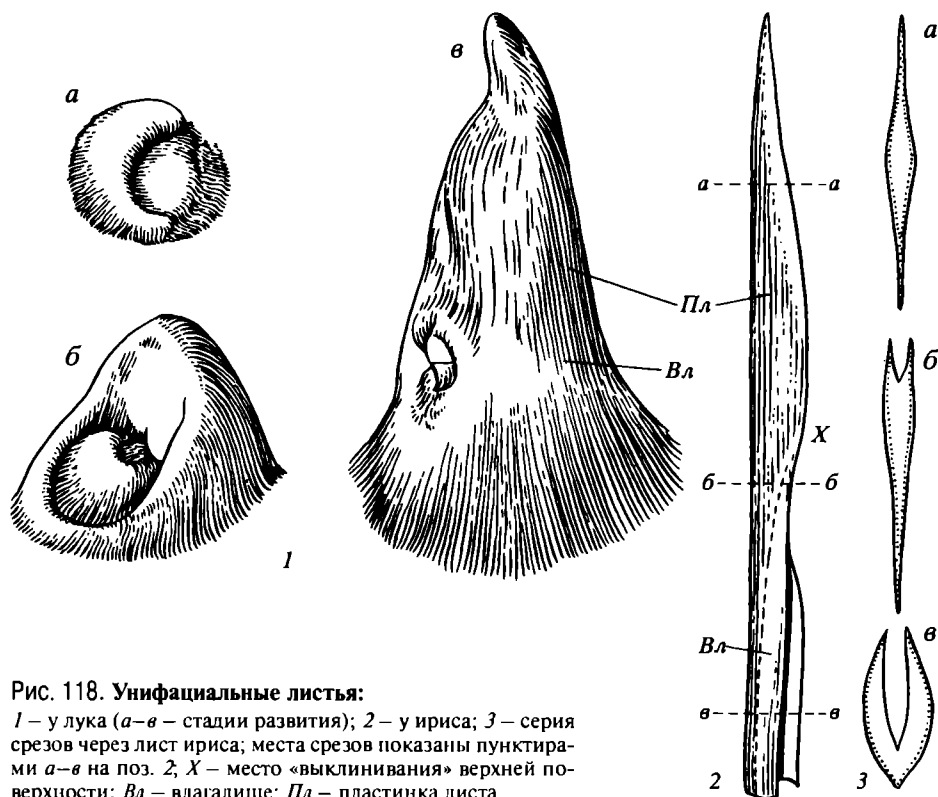 а
в
а
б
а
а
Пл
Вл
Х
б
б
б
1
Вл
в
в
в
2
3
Рис. 118. Унифациальные листья:
1 – у лука (а–в – стадии развития); 2 – у ириса; 3 – серия
срезов через лист ириса; места срезов показаны пунктира-
ми а–в на поз. 2; Х – место «выклинивания» верхней по-
верхности; Вл – влагалище; Пл – пластинка листа